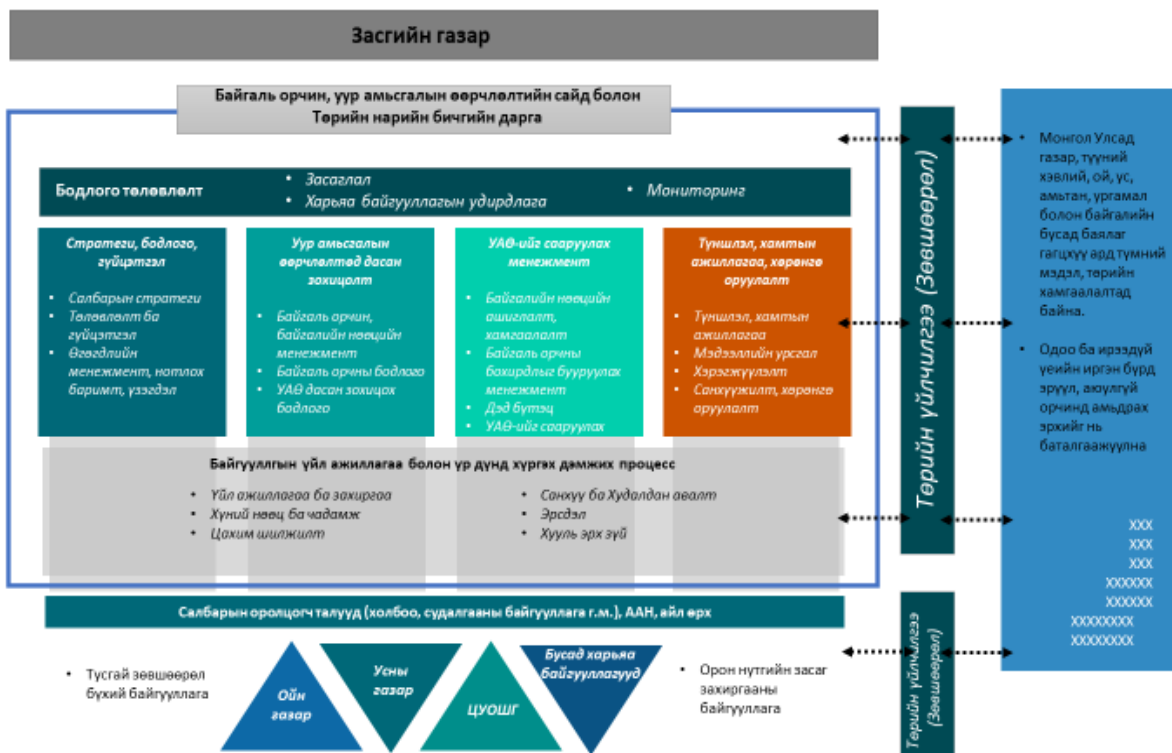 Засгийн газар
Байгаль орчин, уур амьсгалын өөрчлөлтийн сайд болон
Төрийн нарийн бичгийн дарга
Бодлого төлөвлөлт
• Засаглал
• Харьяа байгууллагын удирдлага
• Мониторинг
Стратеги, бодлого,
гүйцэтгэл
• Салбарын стратеги
• Төлөвлөлт ба
гүйцэтгэл
• Өгөгдлийн
менежмент, нотлох
баримт, үзэгдэл
Уур амьсгалын
өөрчлөлтөд дасан
зохицолт
• Байгаль орчин,
байгалийн нөөцийн
менежмент
• Байгаль орчны бодлого
• УАӨ дасан зохицох
бодлого
УАӨ-ийг сааруулах
менежмент
• Байгалийн нөөцийн
ашиглалт,
хамгаалалт
• Байгаль орчны
бохирдлыг бууруулах
менежмент
• Дэд бүтэц
• УАӨ-ийг сааруулах
Түншлэл, хамтын
ажиллагаа, хөрөнгө
оруулалт
• Түншлэл, хамтын
ажиллагаа
• Мэдээллийн урсгал
• Хэрэгжүүлэлт
• Санхүүжилт, хөрөнгө
оруулалт
Байгууллгын үйл ажиллагаа болон үр дүнд хүргэх дэмжих процесс
• Үйл ажиллагаа ба захиргаа
• Хүний нөөц ба чадамж
• Цахим шилжилт
• Санхүү ба Худалдан авалт
• Эрсдэл
• Хууль эрх зүй
Салбарын оролцогч талууд (холбоо, судалгааны байгууллага г.м.), ААН, айл өрх
• Тусгай зөвшөөрөл
бүхий байгууллага
Ойн
газар
Усны
газар
ЦУОШГ
Бусад харьяа
байгууллагууд
• Орон нутгийн засаг
захиргааны
байгууллага
Төрийн үйлчилгээ (Зөвшөөрөл)
Төрийн үйлчилгээ
(Зөвшөөрөл)
• Монгол Улсад
газар, түүний
хэвлий, ой, ус,
амьтан, ургамал
болон байгалийн
бусад баялаг
гагцхүү ард түмний
мэдэл, төрийн
хамгаалалтад
байна.
• Одоо ба ирээдүй
үеийн иргэн бүрд
эрүүл, аюулгүй
орчинд амьдрах
эрхийг нь
баталгаажуулна
XXX
XXX
XXX
XXXXXX
XXXXXX
XXXXXXXX
XXXXXXXX